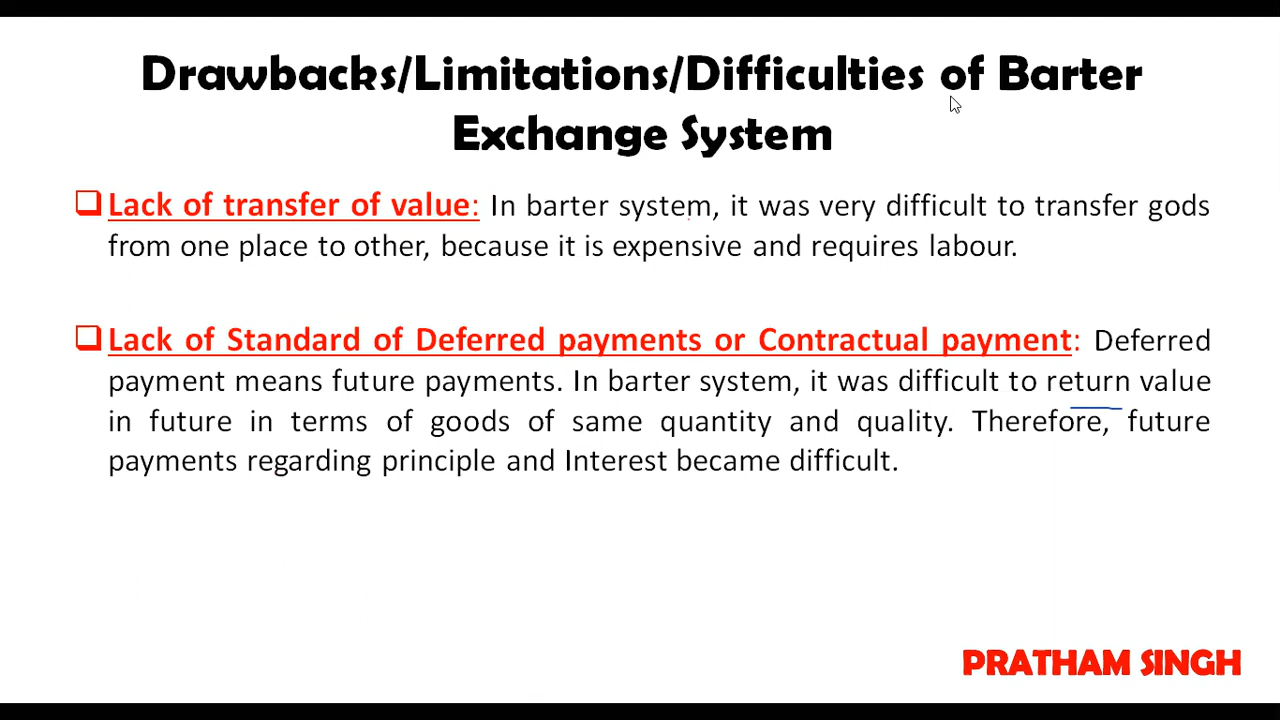 Drawbacks/Limitations/Difficulties of Barter
Exchange System
Lack of transfer of value: In barter system, it was very difficult to transfer gods
from one place to other, because it is expensive and requires labour.
Lack of Standard of Deferred payments or Contractual payment: Deferred
payment means future payments. In barter system, it was difficult to return value
in future in terms of goods of same quantity and quality. Therefore, future
payments regarding principle and Interest became difficult.
PRATHAM SINGH